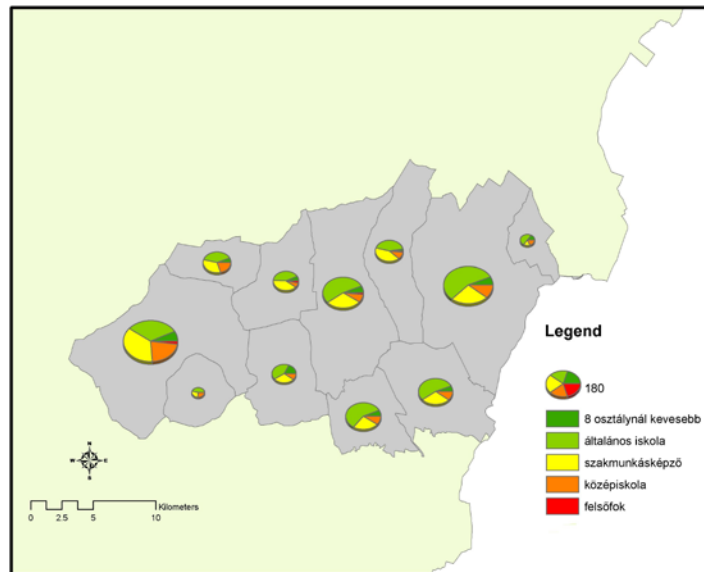 Legend
180
8 osztálynál kevesebb
általános iskola
szakmunkásképző
középiskola
felsőfok
N
W E
S
Kilometers
0 2.5 5 10